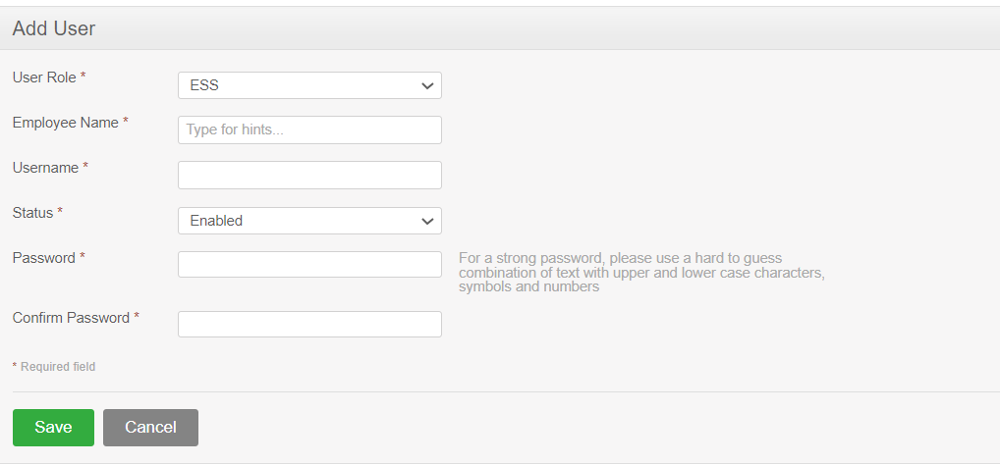 Add User
User Role *
ESS
Employee Name *
Type for hints...
Username *
Status *
Enabled
Password *
For a strong password, please use a hard to guess
combination of text with upper and lower case characters,
symbols and numbers
Confirm Password *
* Required field
Save
Cancel